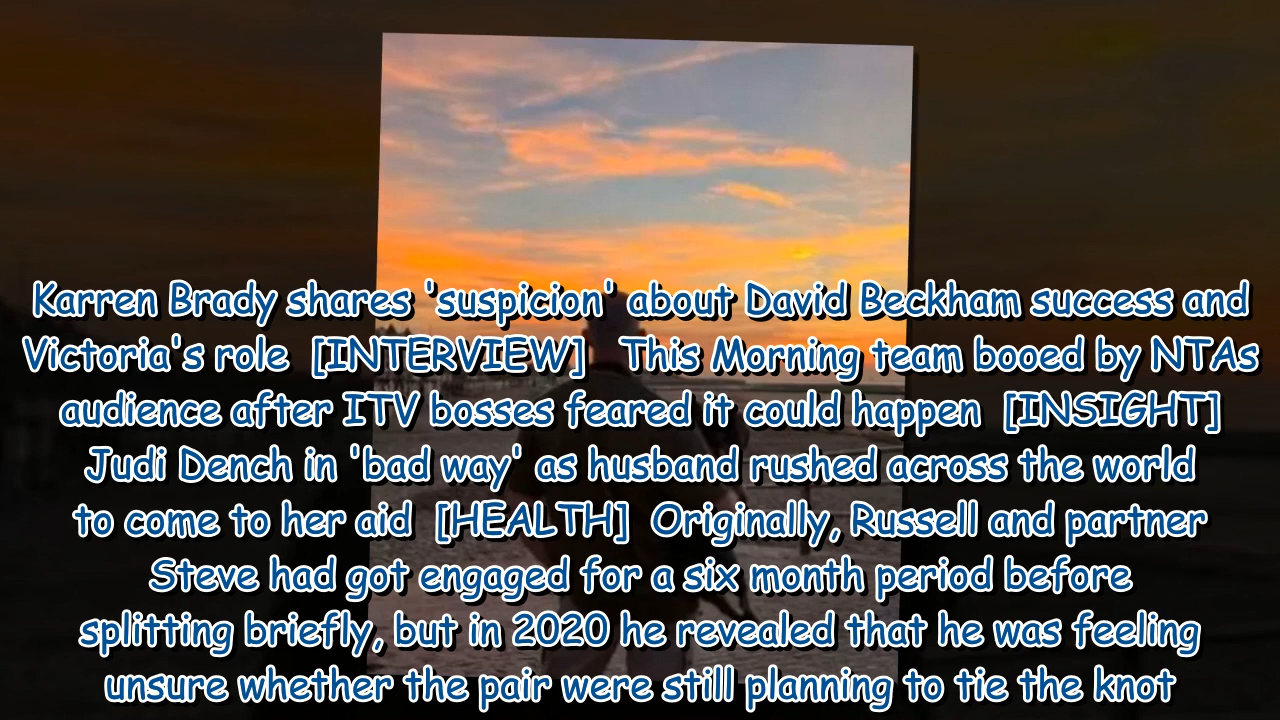 Karren Brady shares 'suspicion' about David Beckham success and
Victoria's role [INTERVIEW] This Morning team booed by NTAs
audience after ITV bosses feared it could happen [INSIGHT]
Judi Dench in 'bad way' as husband rushed across the world
to come to her aid [HEALTH] Originally, Russell and partner
Steve had got engaged for a six month period before
splitting briefly, but in 2020 he revealed that he was feeling
unsure whether the pair were still planning to tie the knot